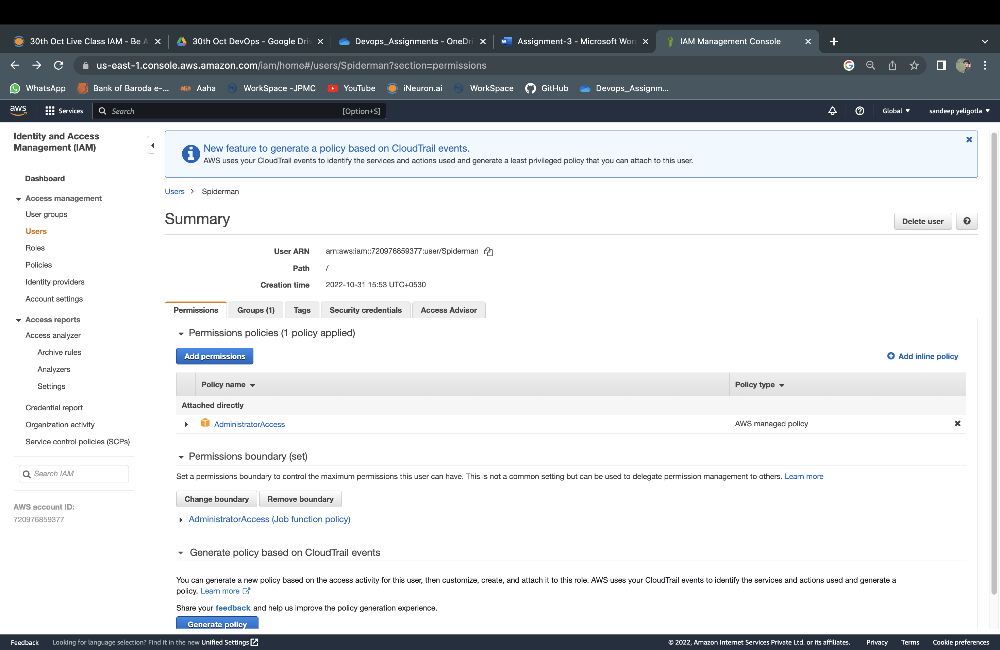 30th Oct Live Class IAM - Be A
30th Oct DevOps - Google Driv
Devops_Assignments - OneDri
Assignment-3 - Microsoft Word
IAM Management Console
us-east-1.console.aws.amazon.com/iam/home#/users/Spiderman?section=permissions
WhatsApp
Bank of Baroda e-...
aha Aaha
WorkSpace -JPMC
YouTube
iNeuron.ai
WorkSpace
GitHub
Devops_Assignm...
aws
Services
Search
[Option+S]
Global
sandeep yeligotla
Identity and Access
Management (IAM)
Dashboard
Access management
User groups
Users
Roles
Policies
Identity providers
Account settings
Access reports
Access analyzer
Archive rules
Analyzers
Settings
Credential report
Organization activity
Service control policies (SCPs)
Search IAM
AWS account ID:
720976859377
New feature to generate a policy based on CloudTrail events.
AWS uses your CloudTrail events to identify the services and actions used and generate a least privileged policy that you can attach to this user.
Users > Spiderman
Summary
Delete user
User ARN arn:aws:iam::720976859377:user/Spiderman
Path /
Creation time 2022-10-31 15:53 UTC+0530
Permissions
Groups (1)
Tags
Security credentials
Access Advisor
Permissions policies (1 policy applied)
Add permissions
Add inline policy
Policy name
Policy type
Attached directly
AdministratorAccess
AWS managed policy
Permissions boundary (set)
Set a permissions boundary to control the maximum permissions this user can have. This is not a common setting but can be used to delegate permission management to others. Learn more
Change boundary
Remove boundary
AdministratorAccess (Job function policy)
Generate policy based on CloudTrail events
You can generate a new policy based on the access activity for this user, then customize, create, and attach it to this role. AWS uses your CloudTrail events to identify the services and actions used and generate a
policy. Learn more
Share your feedback and help us improve the policy generation experience.
Generate policy
Feedback
Looking for language selection? Find it in the new Unified Settings
© 2022, Amazon Internet Services Private Ltd. or its affiliates.
Privacy
Terms
Cookie preferences